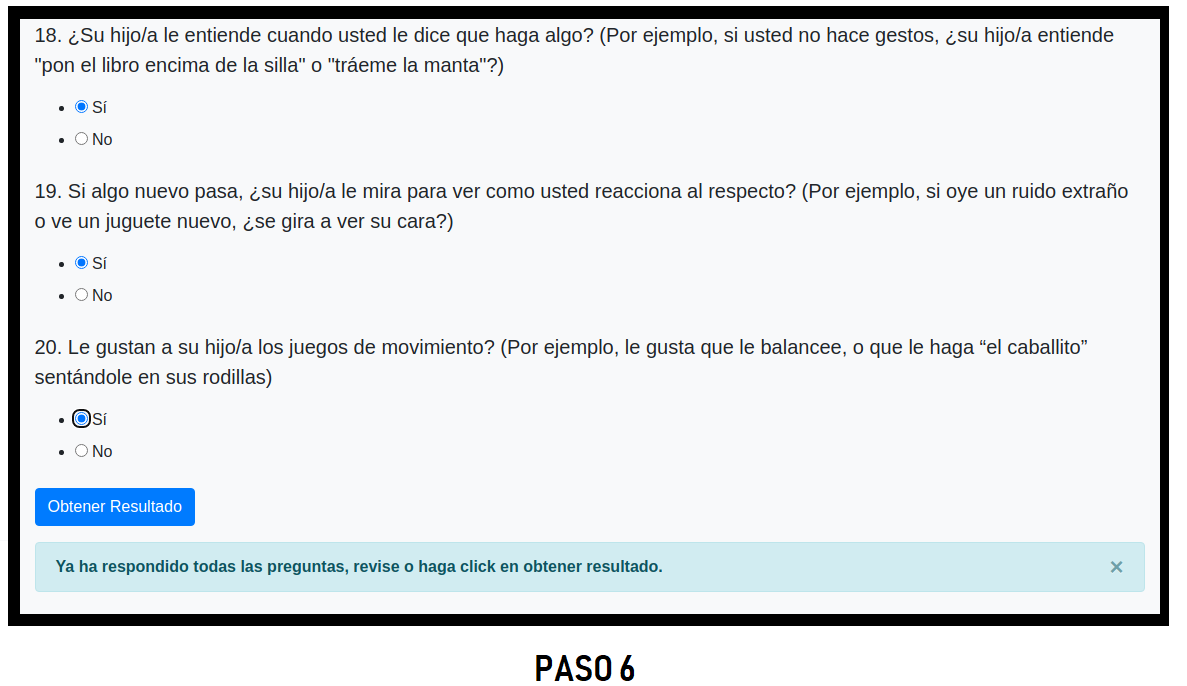 18. ¿Su hijo/a le entiende cuando usted le dice que haga algo? (Por ejemplo, si usted no hace gestos, ¿su hijo/a entiende
"pon el libro encima de la silla" o "tráeme la manta"?)
Sí
No
19. Si algo nuevo pasa, ¿su hijo/a le mira para ver como usted reacciona al respecto? (Por ejemplo, si oye un ruido extraño
o ve un juguete nuevo, ¿se gira a ver su cara?)
Sí
No
20. Le gustan a su hijo/a los juegos de movimiento? (Por ejemplo, le gusta que le balancee, o que le haga “el caballito”
sentándole en sus rodillas)
Sí
No
Obtener Resultado
Ya ha respondido todas las preguntas, revise o haga click en obtener resultado. ×
PASO 6